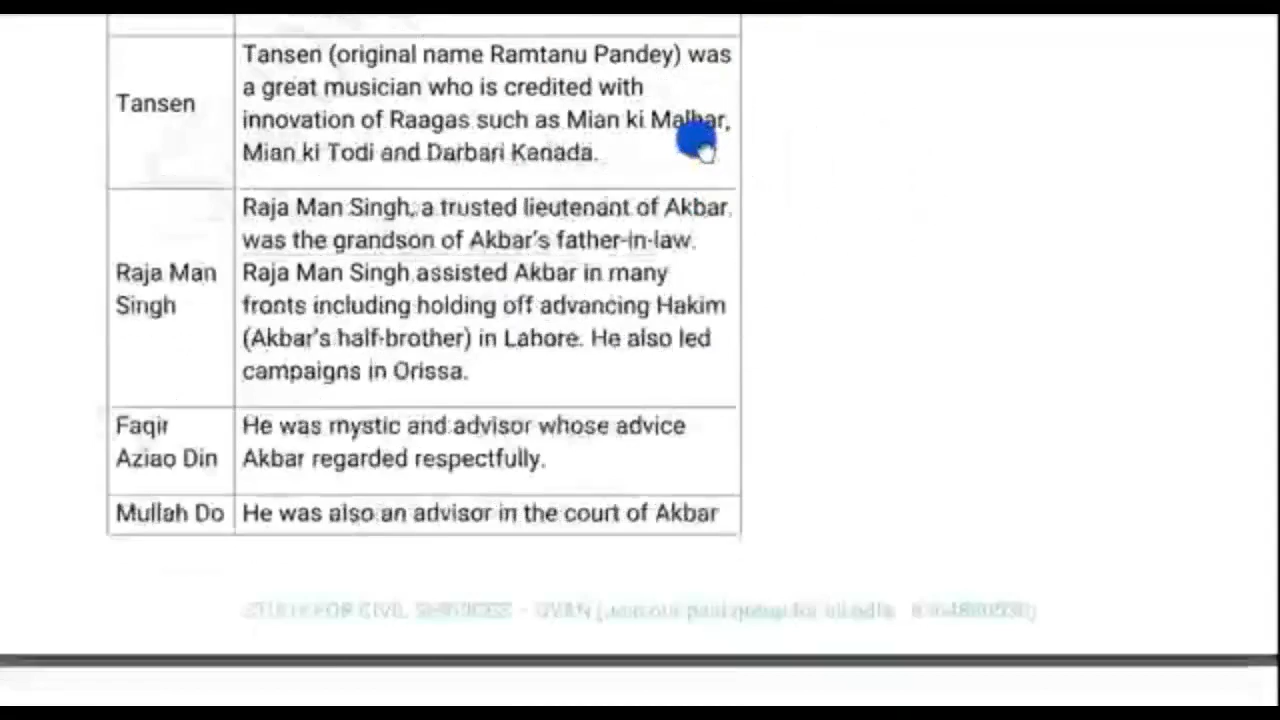 Tansen
Tansen (original name Ramtanu Pandey) was
a great musician who is credited with
innovation of Raagas such as Mian ki Malhar,
Mian ki Todi and Darbari Kanada.
Raja Man
Singh
Raja Man Singh, a trusted lieutenant of Akbar,
was the grandson of Akbar's father-in-law.
Raja Man Singh assisted Akbar in many
fronts including holding off advancing Hakim
(Akbar's half-brother) in Lahore. He also led
campaigns in Orissa.
Faqir
Aziao Din
He was mystic and advisor whose advice
Akbar regarded respectfully.
Mullah Do
He was also an advisor in the court of Akbar
FOR CIVIL SERVICES - GYAN